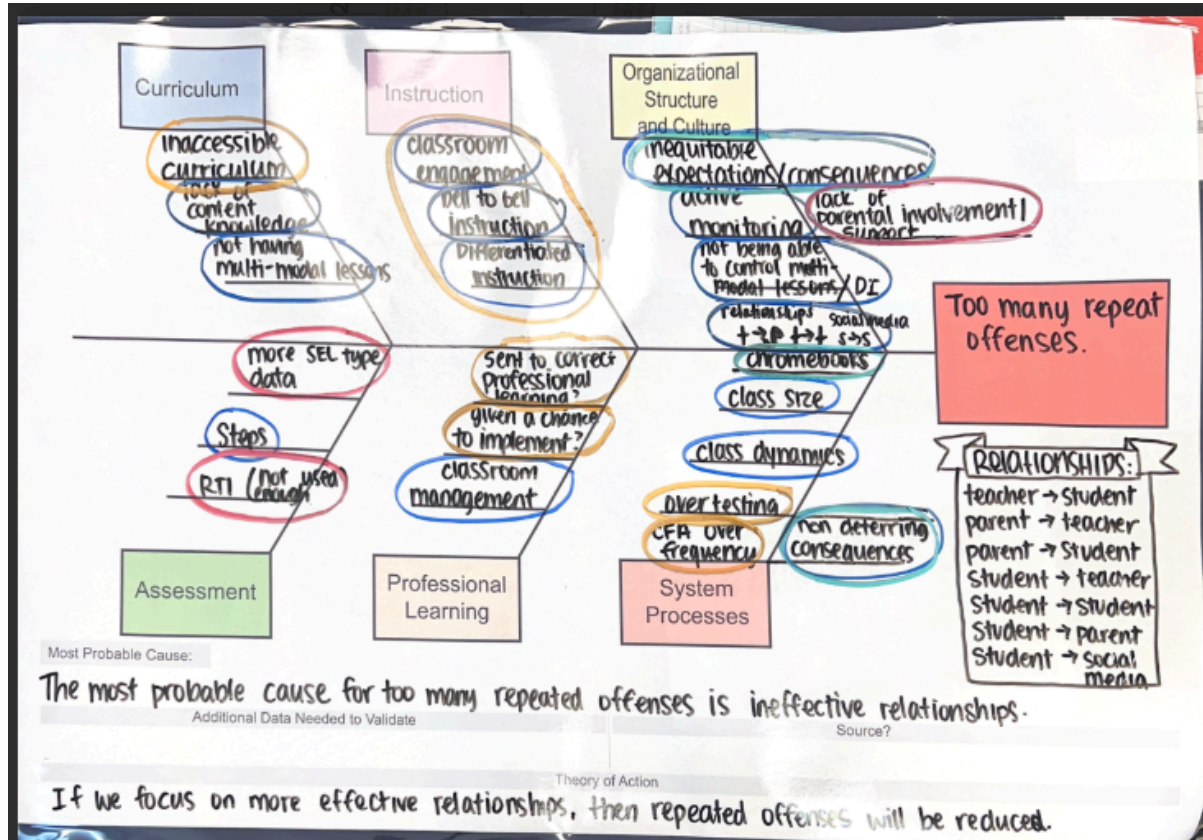 Curriculum
inaccessible
curriculum
lack of
content
knowledge
not having
multi-modal lessons
Instruction
classroom
engagement
bell to bell
instruction
Differentiated
instruction
Organizational
Structure
and Culture
inequitable
expectations/consequences
active
monitoring
lack of
parental involvement/
support
not being able
to control multi-
modal lessons/DI
relationships social media
s→s
chromebooks
Too many repeat
offenses.
more SEL type
data
Steps
RTI (not used
enough
Assessment
sent to correct
professional
learning?
given a chance
to implement?
classroom
management
Professional
Learning
class size
class dynamics
over testing
CFA over
frequency
non deterring
consequences
System
Processes
RELATIONSHIPS:
teacher → student
parent → teacher
parent → student
student → teacher
student → student
student → parent
student → social
media
Most Probable Cause:
The most probable cause for too many repeated offenses is ineffective relationships.
Additional Data Needed to Validate
Source?
Theory of Action
If we focus on more effective relationships, then repeated offenses will be reduced.